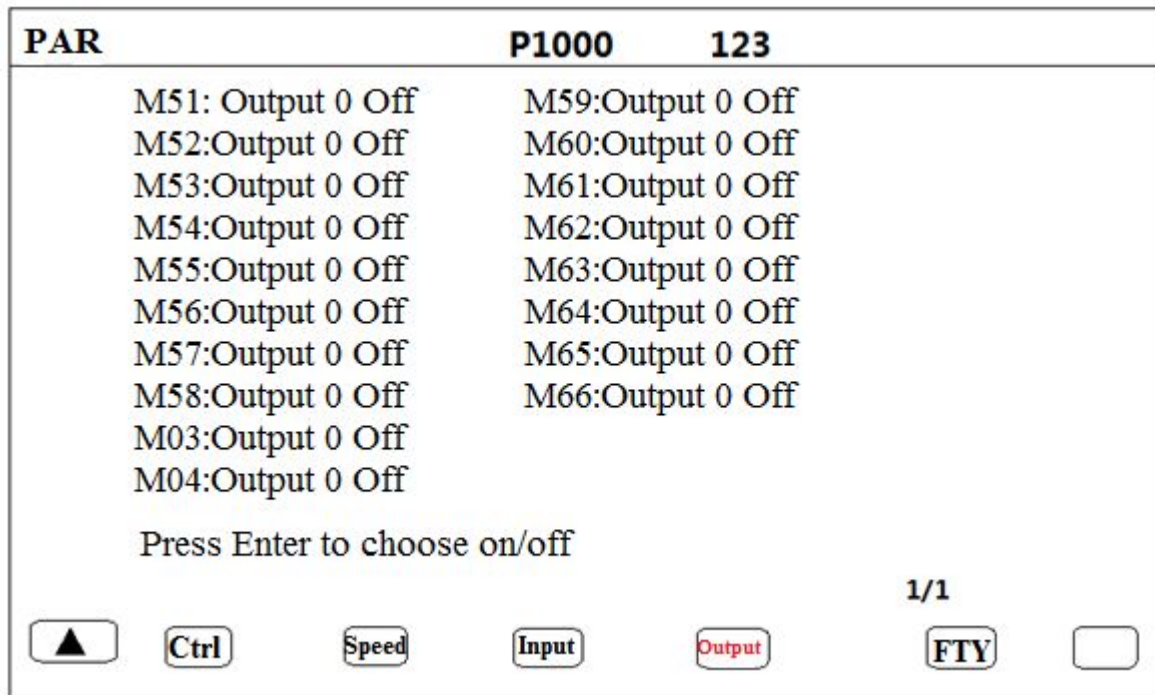 PAR P1000 123
M51: Output 0 Off M59:Output 0 Off
M52:Output 0 Off M60:Output 0 Off
M53:Output 0 Off M61:Output 0 Off
M54:Output 0 Off M62:Output 0 Off
M55:Output 0 Off M63:Output 0 Off
M56:Output 0 Off M64:Output 0 Off
M57:Output 0 Off M65:Output 0 Off
M58:Output 0 Off M66:Output 0 Off
M03:Output 0 Off
M04:Output 0 Off
Press Enter to choose on/off
1/1
▲ Ctrl Speed Input Output FTY